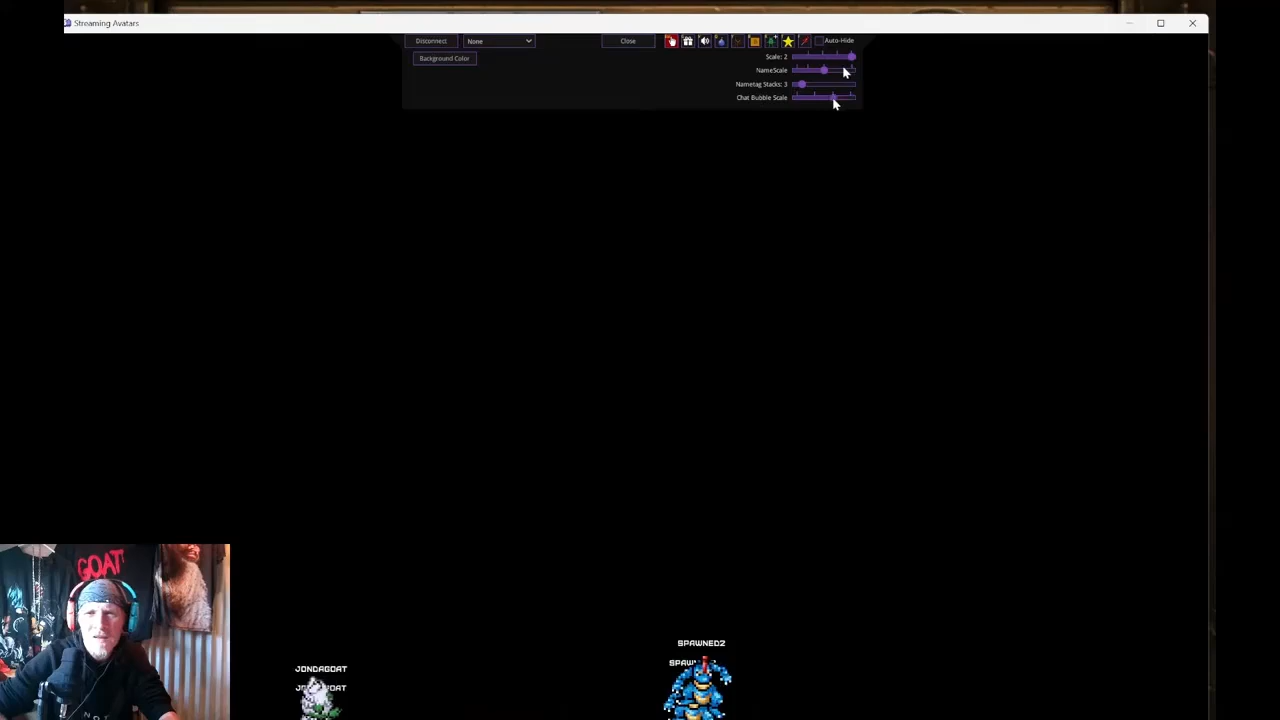 Streaming Avatars
Disconnect
None
Close
Auto-Hide
Background Color
Scale: 2
NameScale
Nametag Stacks: 3
Chat Bubble Scale
GOAT
SPAWNED2
JONDAGOAT
NOT